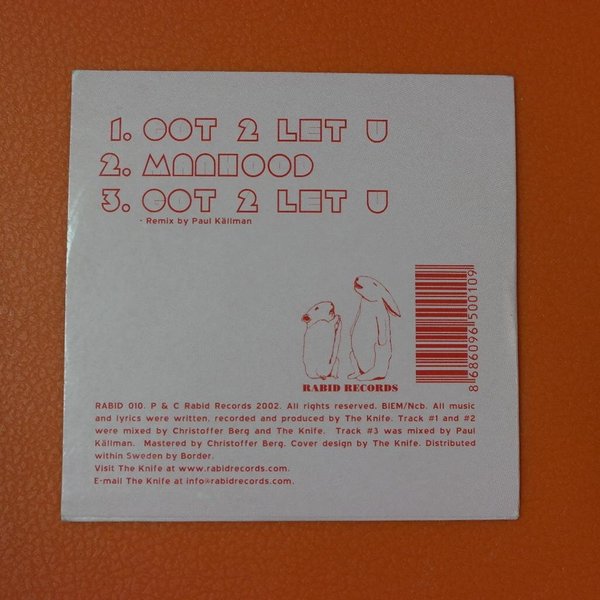 1. GOT 2 LET U
2. MANHOOD
3. GOT 2 LET U
- Remix by Paul Källman
RABID RECORDS
8 686096 500109
RABID 010. P & C Rabid Records 2002. All rights reserved. BIEM/Ncb. All music
and lyrics were written, recorded and produced by The Knife. Track #1 and #2
were mixed by Christoffer Berg and The Knife. Track #3 was mixed by Paul
Källman. Mastered by Christoffer Berg. Cover design by The Knife. Distributed
within Sweden by Border.
Visit The Knife at www.rabidrecords.com.
E-mail The Knife at info@rabidrecords.com.